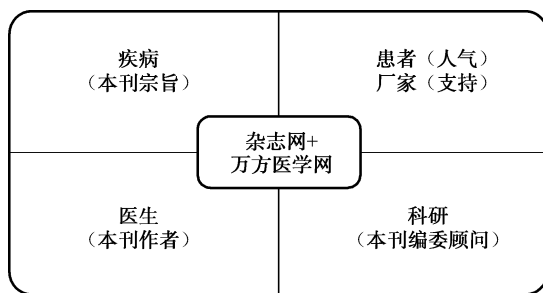 疾病
（本刊宗旨）
患者（人气）
厂家（支持）
杂志网+
万方医学网
医生
（本刊作者）
科研
（本刊编委顾问）